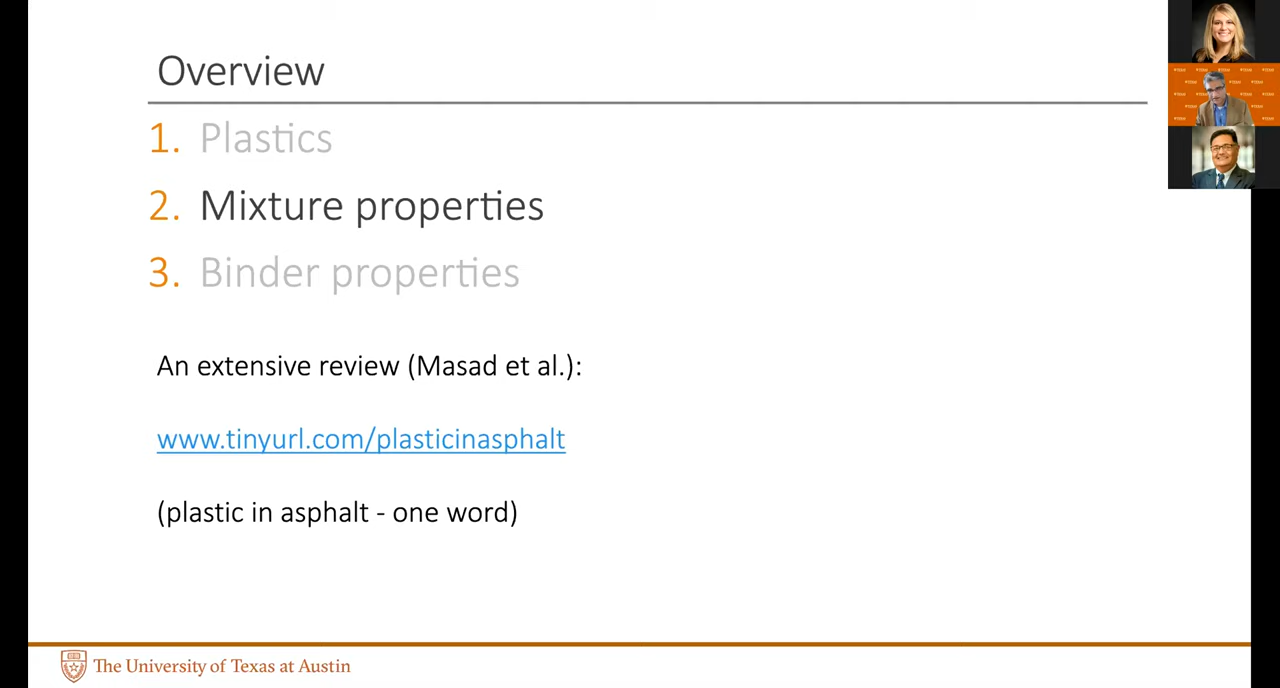 Overview
1. Plastics
2. Mixture properties
3. Binder properties
An extensive review (Masad et al.):
www.tinyurl.com/plasticinasphalt
(plastic in asphalt - one word)
The University of Texas at Austin